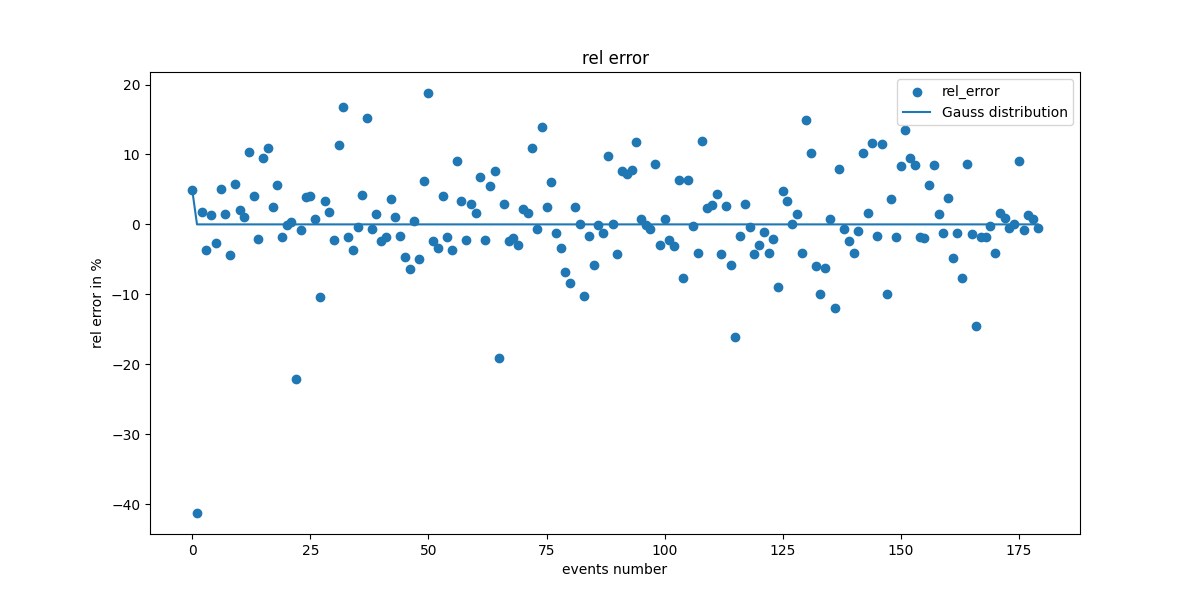 rel error
rel_error
Gauss distribution
20
10
0
−10
−20
−30
−40
rel error in %
0 25 50 75 100 125 150 175
events number